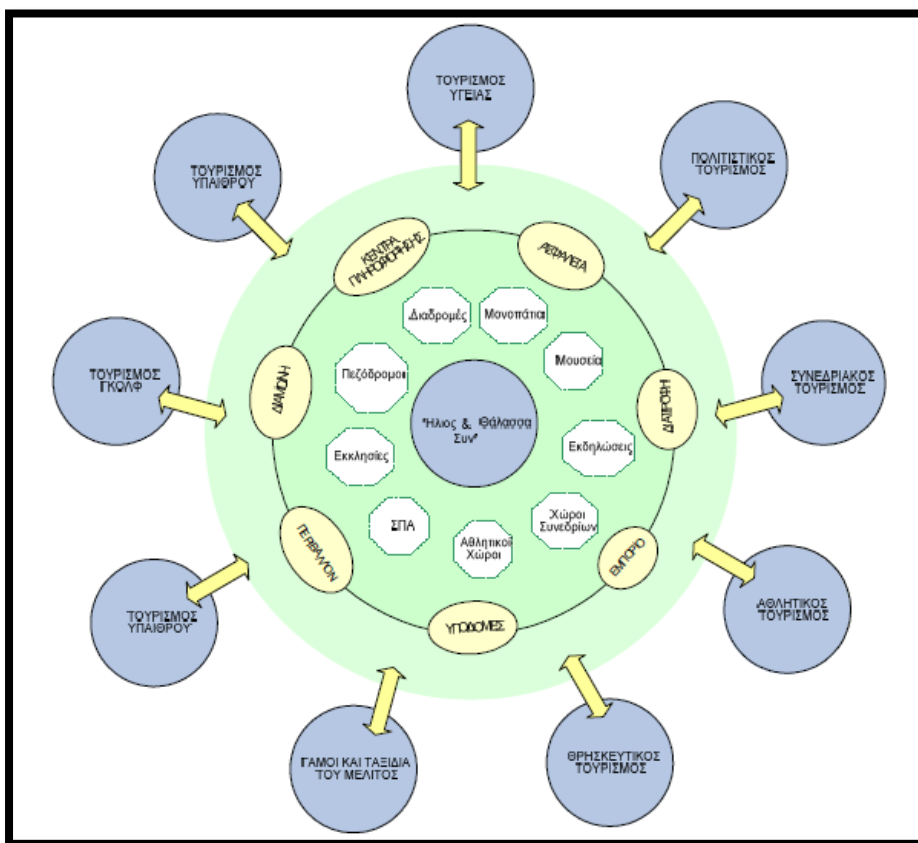 ΤΟΥΡΙΣΜΟΣ
ΥΓΕΙΑΣ
ΠΟΛΙΤΙΣΤΙΚΟΣ
ΤΟΥΡΙΣΜΟΣ
ΤΟΥΡΙΣΜΟΣ
ΥΠΑΙΘΡΟΥ
ΚΕΝΤΡΑ
ΠΛΗΡΟΦΟΡΗΣΗΣ
ΑΣΦΑΛΕΙΑ
Διαδρομές
Μονοπάτια
Μουσεία
Πεζόδρομοι
ΤΟΥΡΙΣΜΟΣ
ΓΚΟΛΦ
ΔΙΑΜΟΝΗ
ΔΙΑΤΡΟΦΗ
ΣΥΝΕΔΡΙΑΚΟΣ
ΤΟΥΡΙΣΜΟΣ
"Ήλιος & Θάλασσα
Συν"
Εκκλησίες
Εκδηλώσεις
ΣΠΑ
Αθλητικοί
Χώροι
Χώροι
Συνεδρίων
ΠΕΡΙΒΑΛΛΟΝ
ΕΜΠΟΡΙΟ
ΥΠΟΔΟΜΕΣ
ΤΟΥΡΙΣΜΟΣ
ΥΠΑΙΘΡΟΥ
ΑΘΛΗΤΙΚΟΣ
ΤΟΥΡΙΣΜΟΣ
ΓΑΜΟΙ ΚΑΙ ΤΑΞΙΔΙΑ
ΤΟΥ ΜΕΛΙΤΟΣ
ΘΡΗΣΚΕΥΤΙΚΟΣ
ΤΟΥΡΙΣΜΟΣ